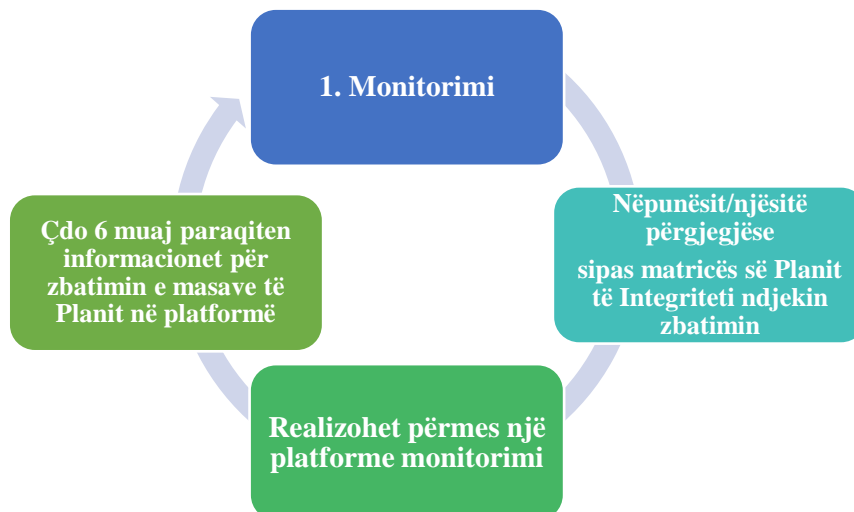 1. Monitorimi
Nëpunësit/njësitë
përgjegjëse
sipas matricës së Planit
të Integriteti ndjekin
zbatimin
Realizohet përmes një
platforme monitorimi
Çdo 6 muaj paraqiten
informacionet për
zbatimin e masave të
Planit në platformë